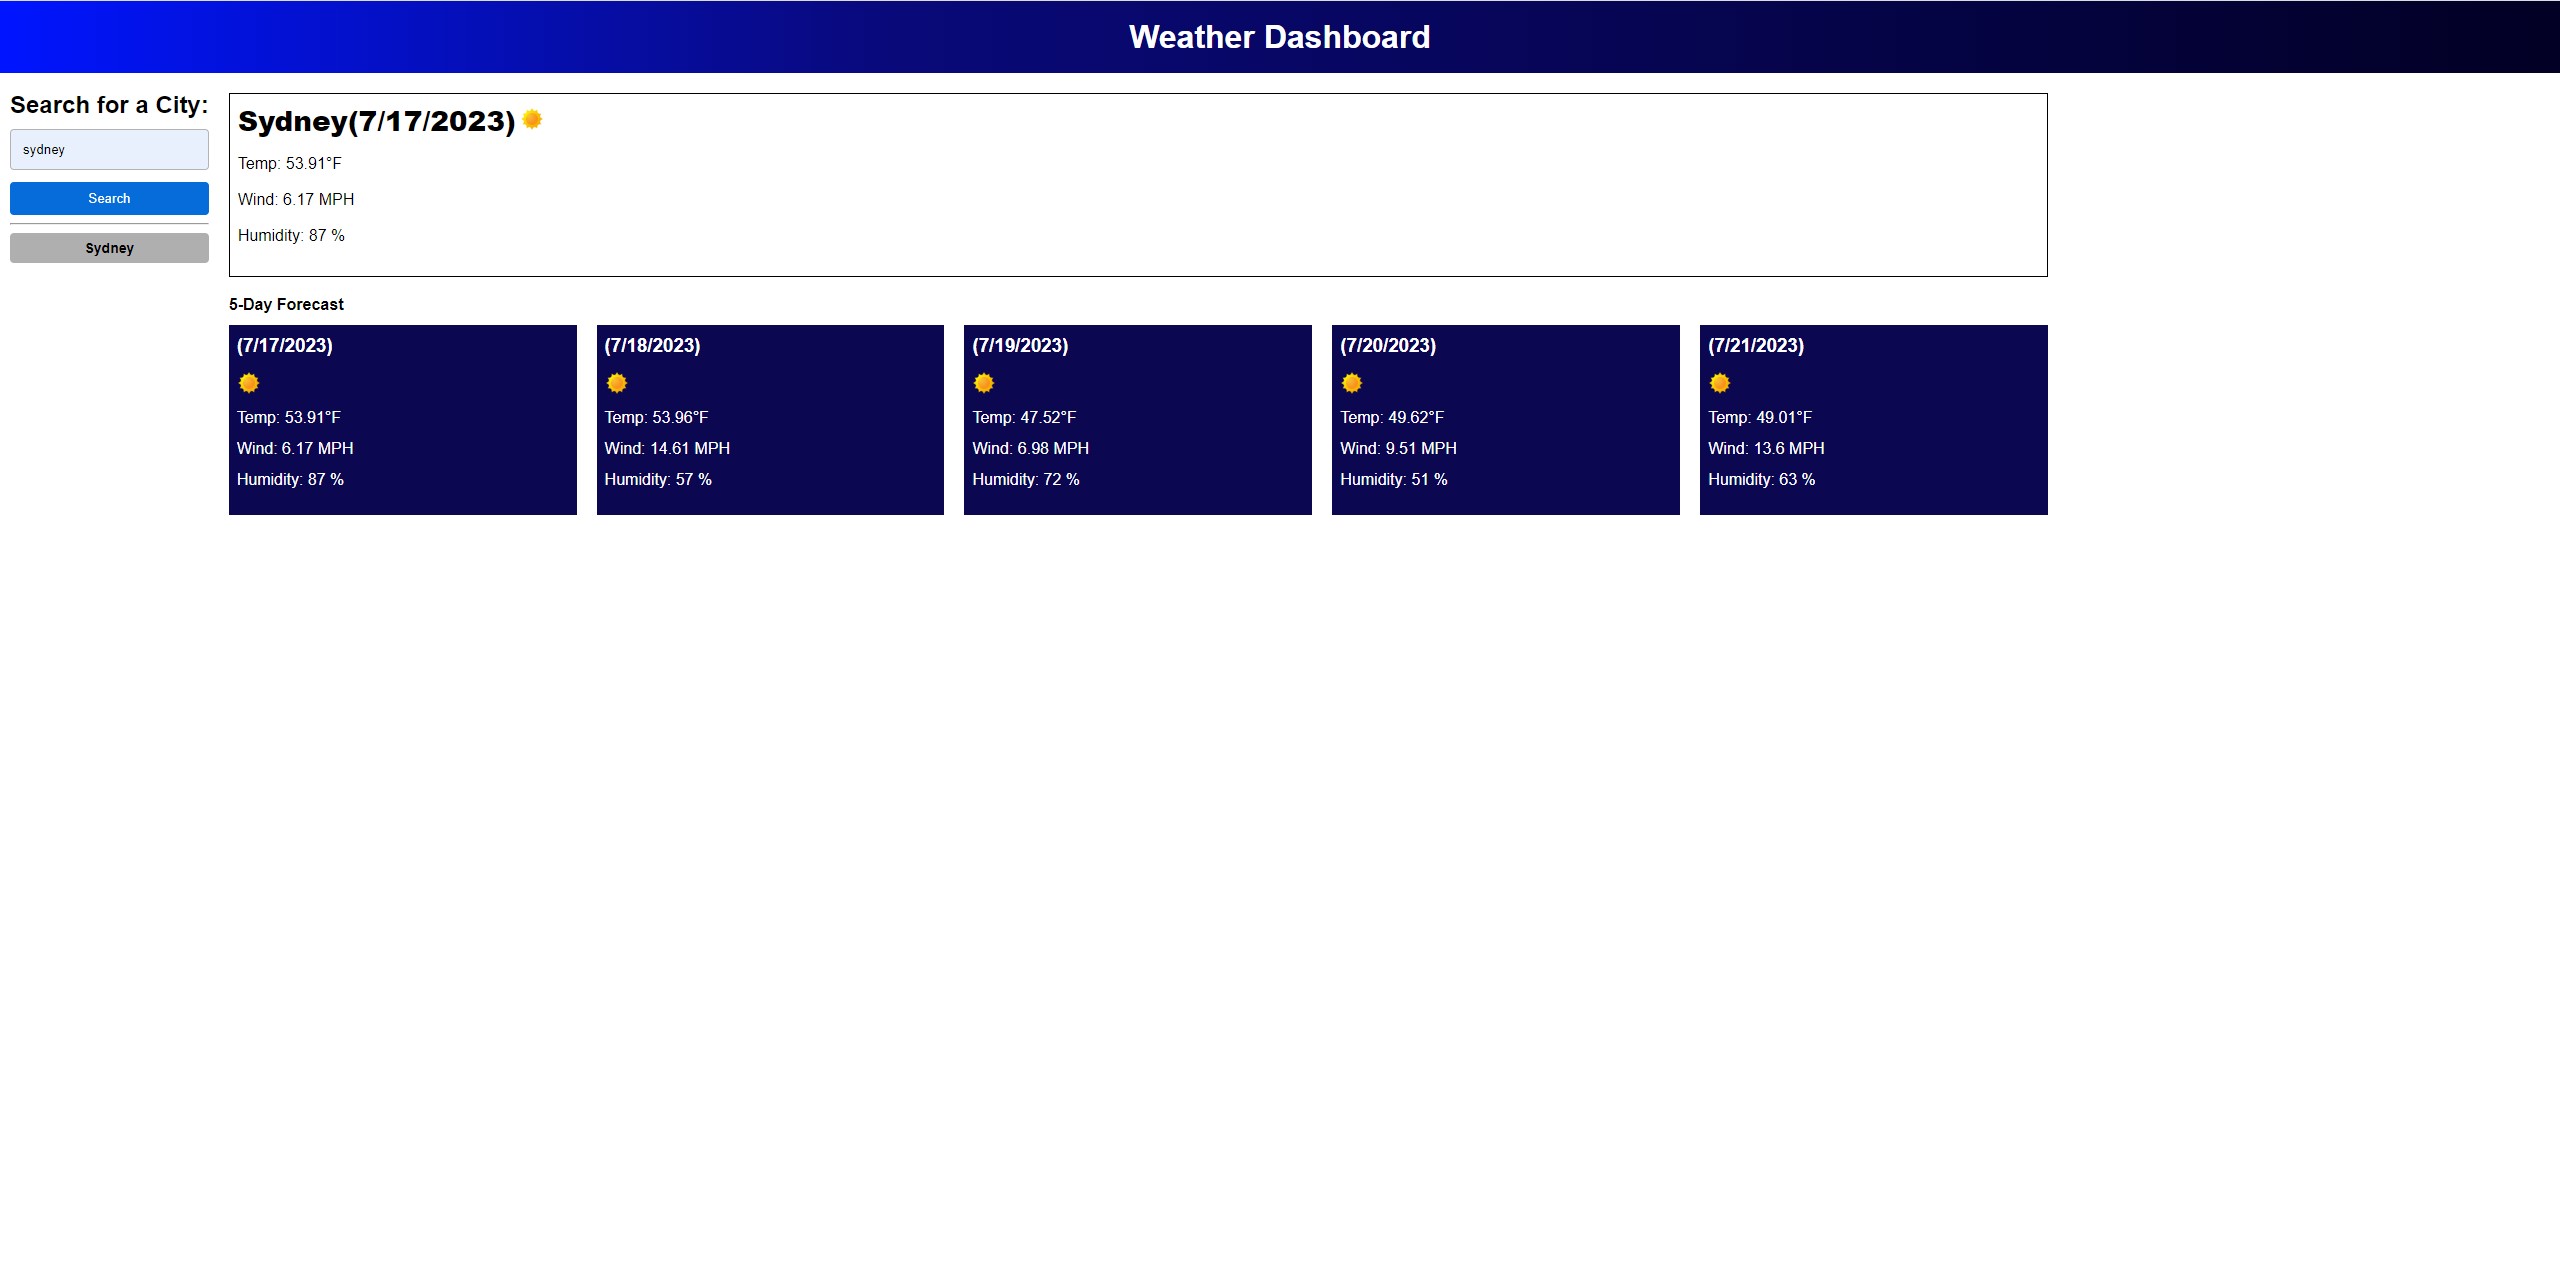 Weather Dashboard
Search for a City:
sydney
Search
Sydney
Sydney(7/17/2023)
Temp: 53.91°F
Wind: 6.17 MPH
Humidity: 87 %
5-Day Forecast
(7/17/2023)
Temp: 53.91°F
Wind: 6.17 MPH
Humidity: 87 %
(7/18/2023)
Temp: 53.96°F
Wind: 14.61 MPH
Humidity: 57 %
(7/19/2023)
Temp: 47.52°F
Wind: 6.98 MPH
Humidity: 72 %
(7/20/2023)
Temp: 49.62°F
Wind: 9.51 MPH
Humidity: 51 %
(7/21/2023)
Temp: 49.01°F
Wind: 13.6 MPH
Humidity: 63 %